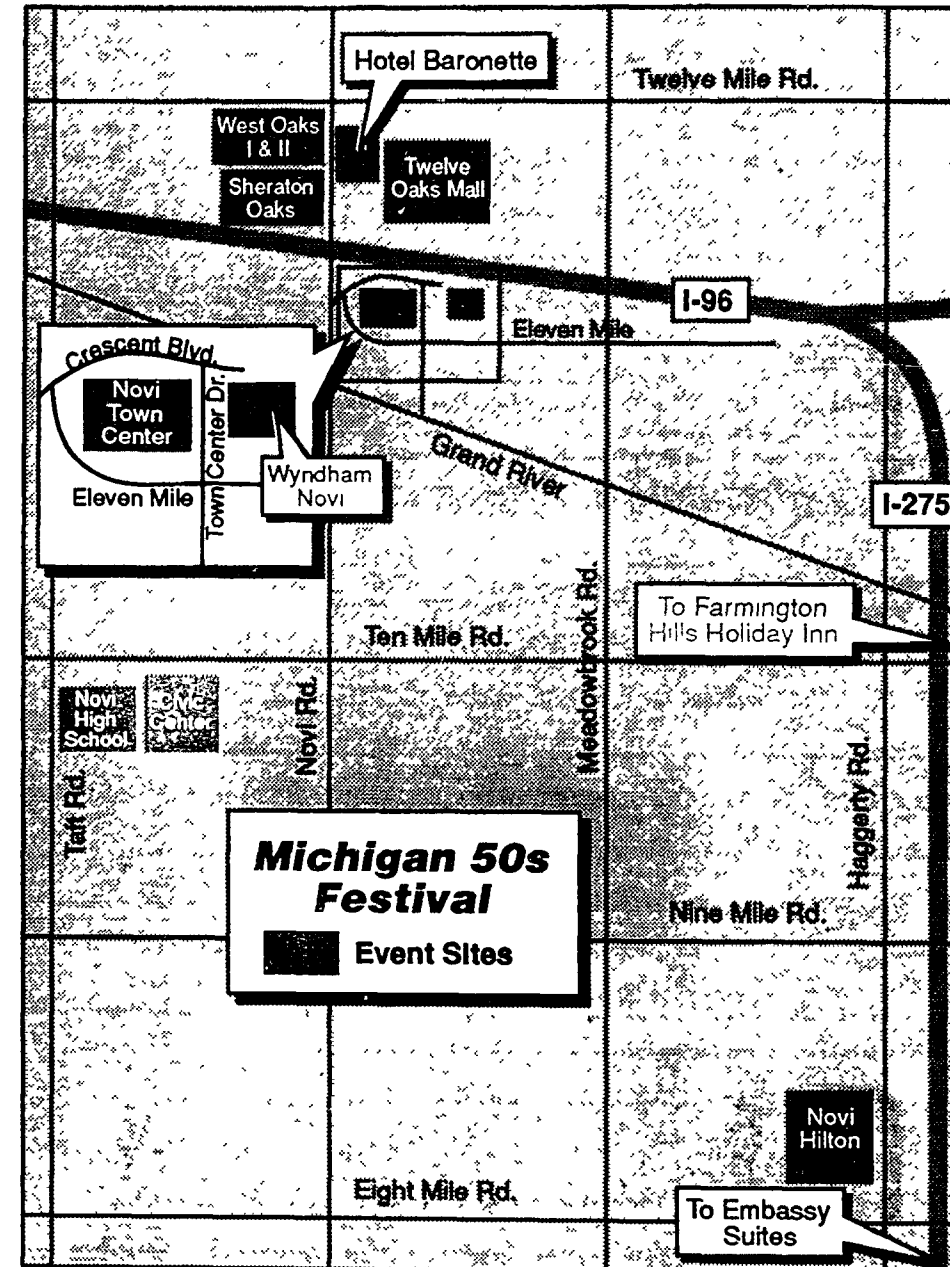 Hotel Baronette
Twelve Mile Rd.
West Oaks
I & II
Sheraton
Oaks
Twelve
Oaks Mall
I-96
Eleven Mile
Crescent Blvd.
Novi
Town
Center
Town Center Dr.
Wyndham
Novi
Eleven Mile
Grand River
I-275
To Farmington
Hills Holiday Inn
Ten Mile Rd.
Meadowbrook Rd.
Novi
High
School
Civic
Center
Novi Rd.
Taft Rd.
Haggerty Rd.
Michigan 50s
Festival
Event Sites
Nine Mile Rd.
Novi
Hilton
Eight Mile Rd.
To Embassy
Suites